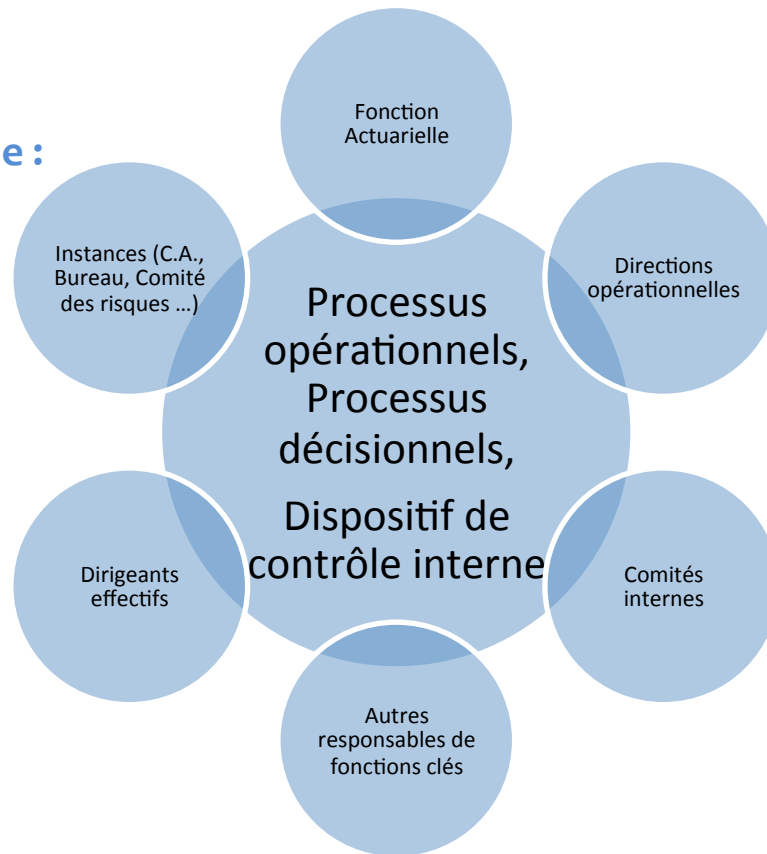 e :
Fonction
Actuarielle
Instances (C.A.,
Bureau, Comité
des risques ...)
Directions
opérationnelles
Processus
opérationnels,
Processus
décisionnels,
Dispositif de
contrôle interne
Dirigeants
effectifs
Comités
internes
Autres
responsables de
fonctions clés